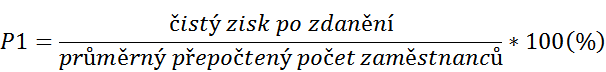 P1 = čistý zisk po zdanění / průměrný přepočtený počet zaměstnanců * 100(%)